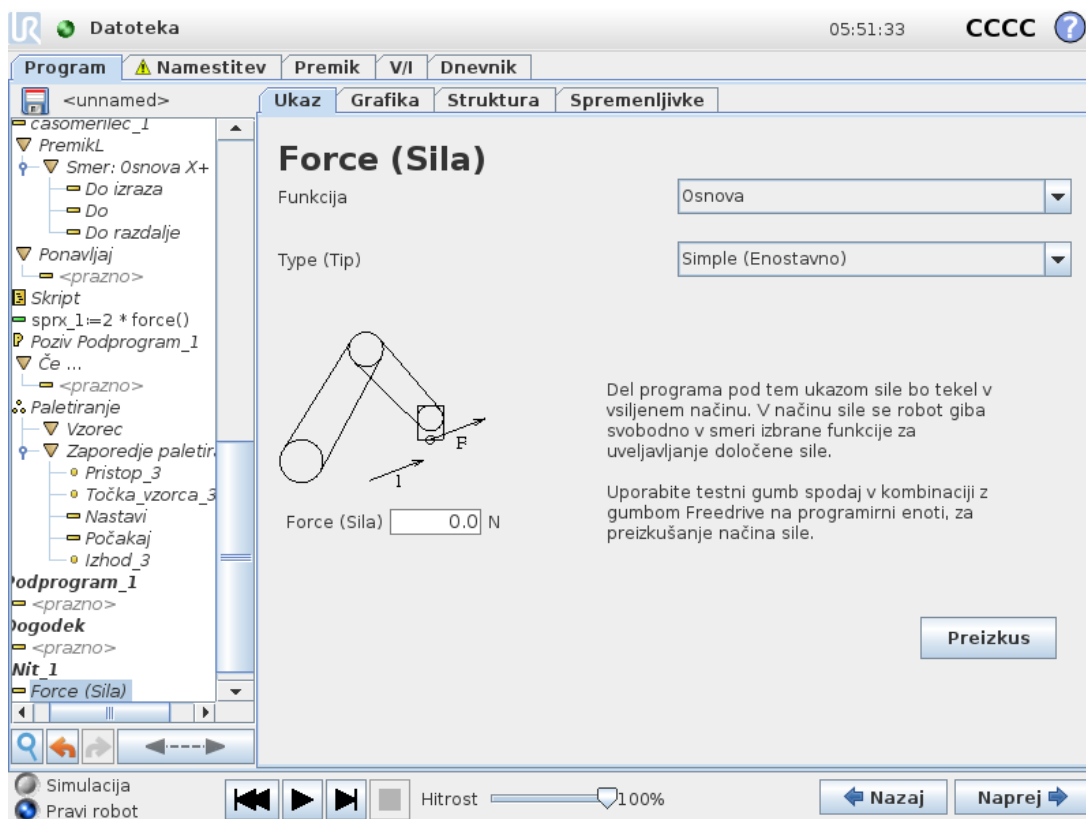 UR Datoteka 05:51:33 CCCC ?
Program Namestitev Premik V/I Dnevnik
<unnamed>
Ukaz Grafika Struktura Spremenljivke
casomerilec_1
PremikL
Smer: Osnova X+
Do izraza
Do
Do razdalje
Ponavljaj
<prazno>
Skript
sprx_1:=2 * force()
Poziv Podprogram_1
Če ...
<prazno>
Paletiranje
Vzorec
Zaporedje paletir
Pristop_3
Točka_vzorca_3
Nastavi
Počakaj
Izhod_3
Podprogram_1
<prazno>
Dogodek
<prazno>
Nit_1
Force (Sila)
Force (Sila)
Funkcija
Osnova
Type (Tip)
Simple (Enostavno)
F
l
Force (Sila) 0.0 N
Del programa pod tem ukazom sile bo tekel v
vsiljenem načinu. V načinu sile se robot giba
svobodno v smeri izbrane funkcije za
uveljavljanje določene sile.
Uporabite testni gumb spodaj v kombinaciji z
gumbom Freedrive na programirni enoti, za
preizkušanje načina sile.
Preizkus
Simulacija
Pravi robot
Hitrost 100%
Nazaj
Naprej